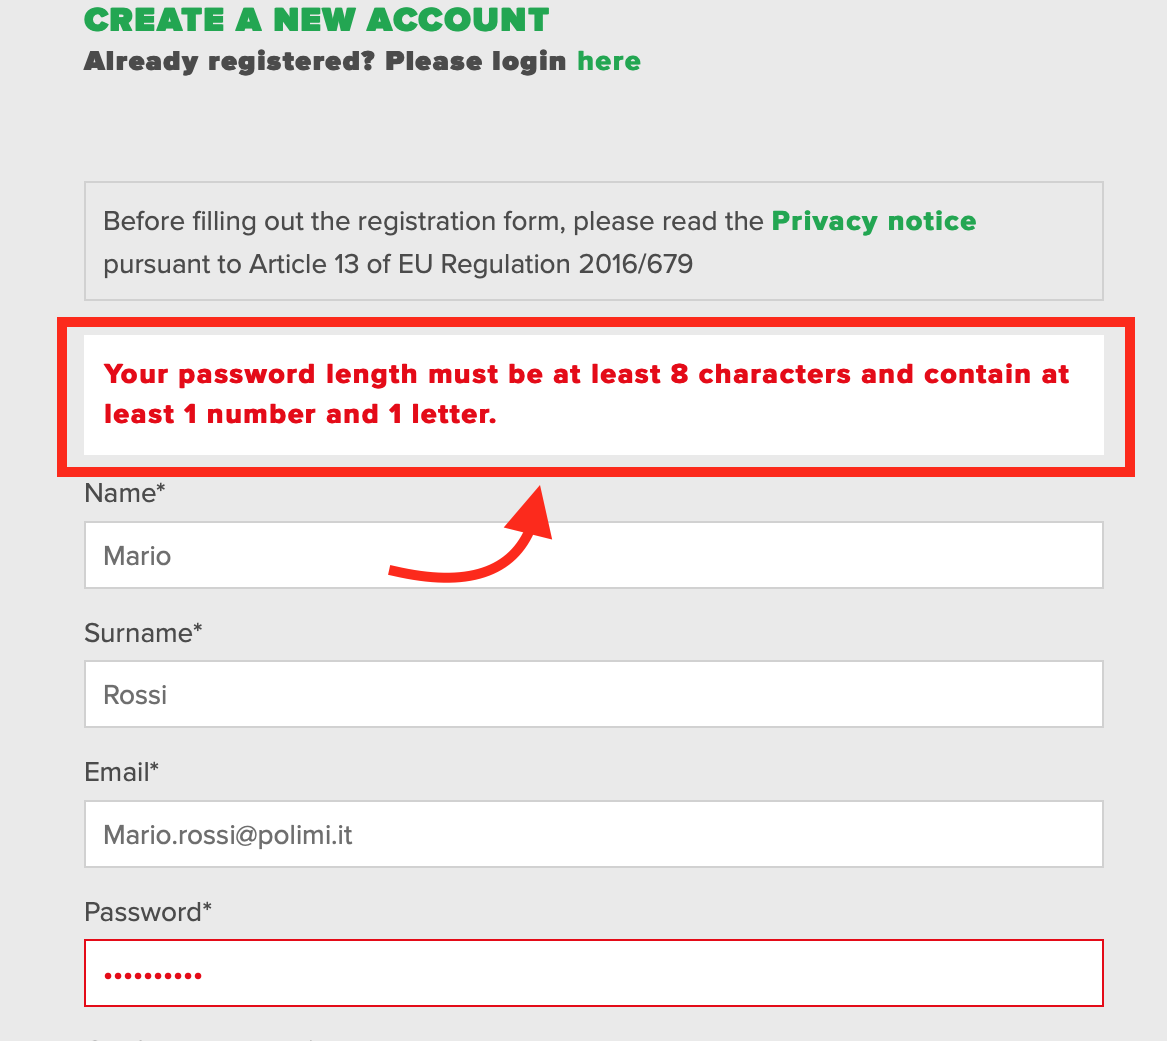 CREATE A NEW ACCOUNT
Already registered? Please login here
Before filling out the registration form, please read the Privacy notice
pursuant to Article 13 of EU Regulation 2016/679
Your password length must be at least 8 characters and contain at
least 1 number and 1 letter.
Name*
Mario
Surname*
Rossi
Email*
Mario.rossi@polimi.it
Password*
••••••••••